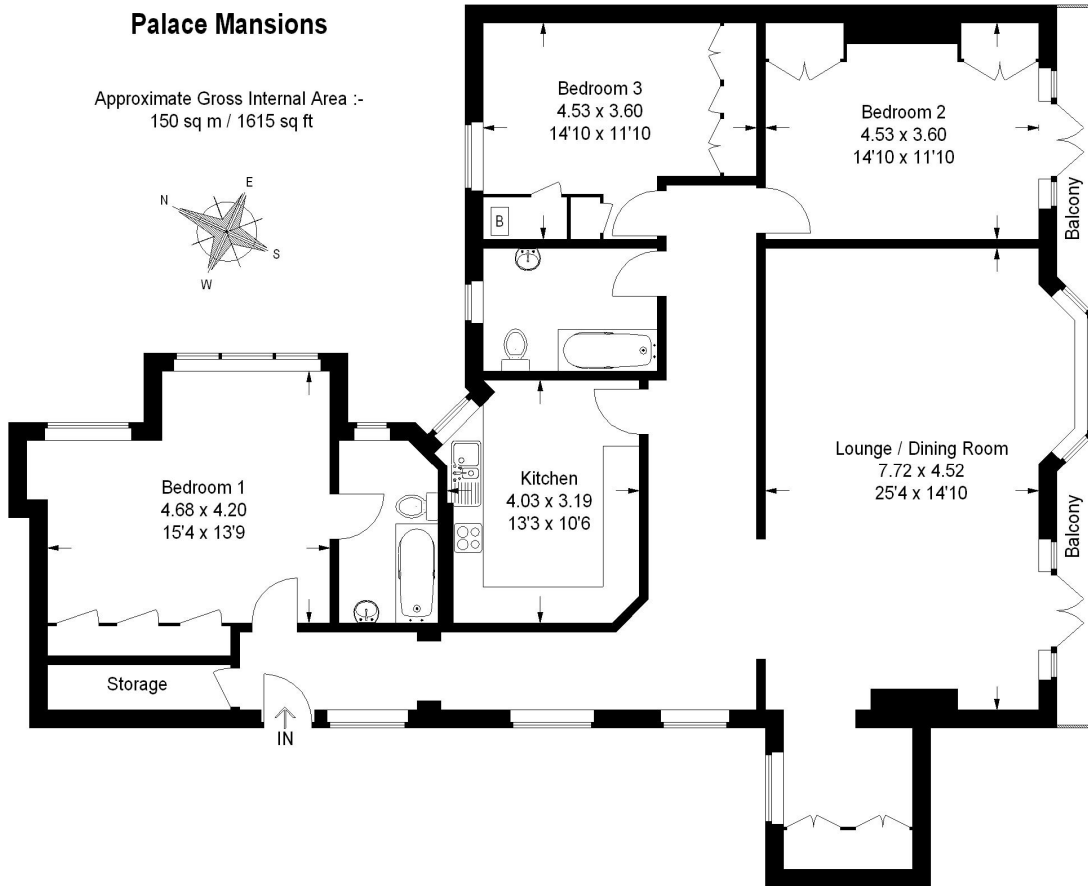 Palace Mansions
Approximate Gross Internal Area :-
150 sq m / 1615 sq ft
N
E
S
W
Bedroom 3
4.53 x 3.60
14'10 x 11'10
Bedroom 2
4.53 x 3.60
14'10 x 11'10
Balcony
B
Lounge / Dining Room
7.72 x 4.52
25'4 x 14'10
Balcony
Kitchen
4.03 x 3.19
13'3 x 10'6
Bedroom 1
4.68 x 4.20
15'4 x 13'9
Storage
IN